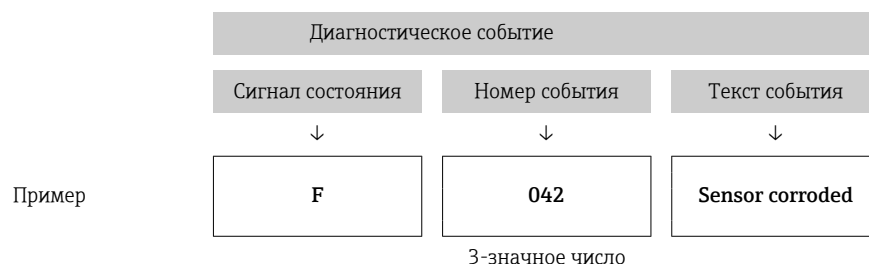 Диагностическое событие
Сигнал состояния Номер события Текст события
↓ ↓ ↓
Пример F 042 Sensor corroded
3-значное число